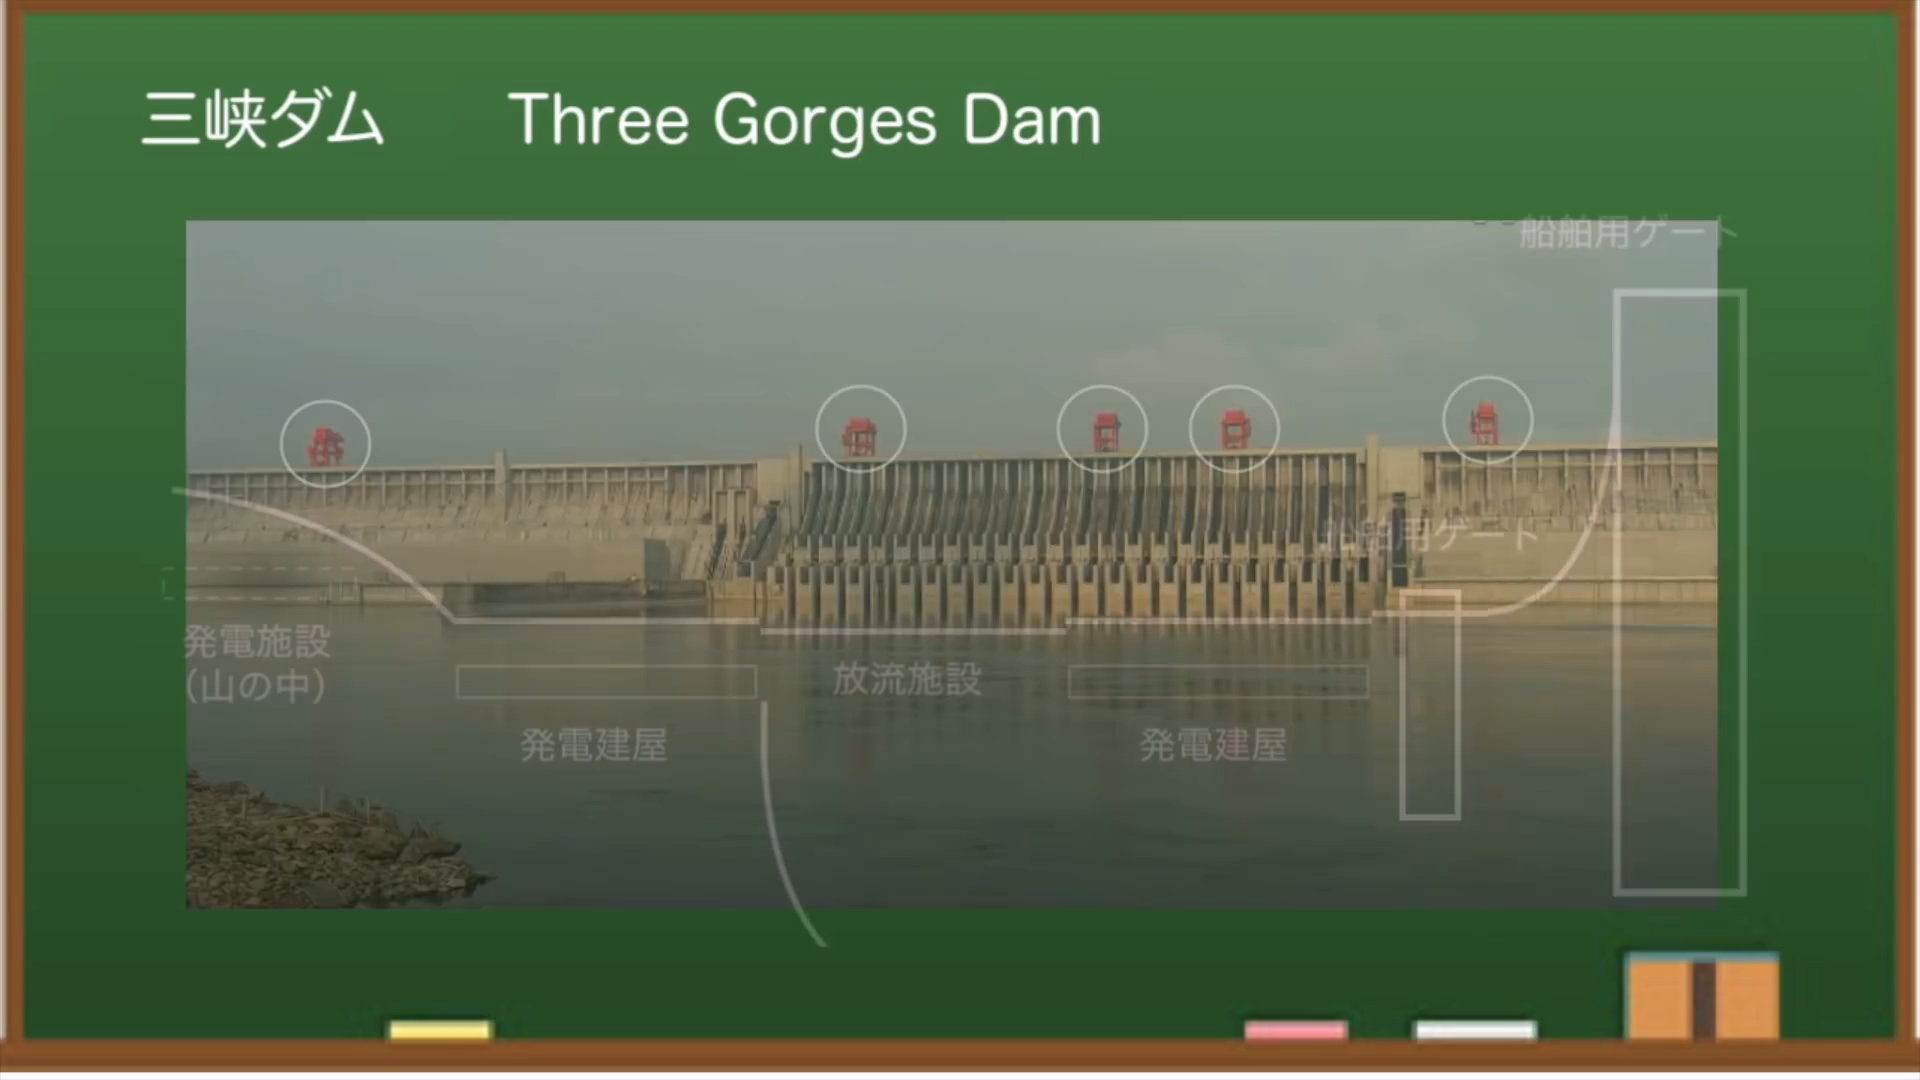 三峡ダム Three Gorges Dam
船舶用ゲート
船舶用ゲート
発電施設
(山の中)
放流施設
発電建屋
発電建屋